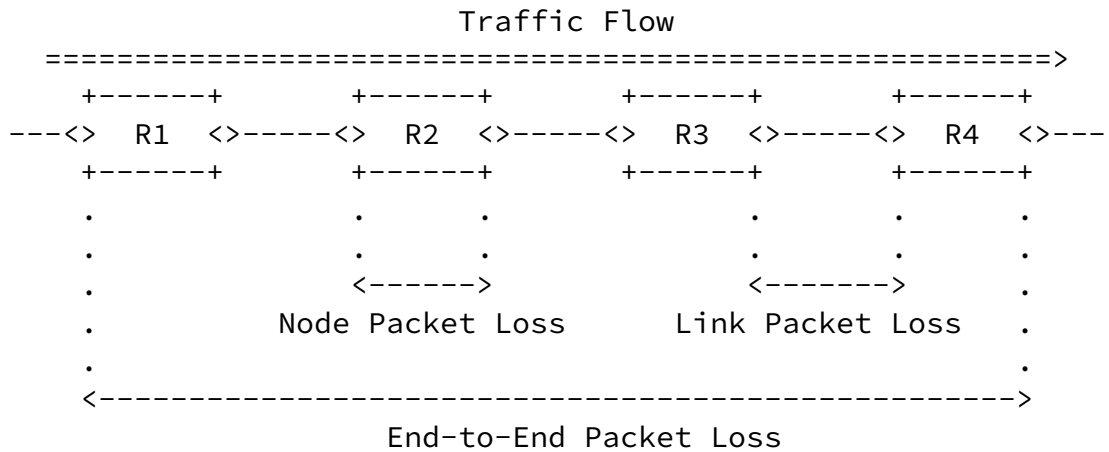 Traffic Flow
  ========================================================>
    +------+       +------+       +------+       +------+
---<>  R1  <>-----<>  R2  <>-----<>  R3  <>-----<>  R4  <>---
    +------+       +------+       +------+       +------+
    .              .      .              .       .      .
    .              .      .              .       .      .
    .              <------>              <------->      .
    .          Node Packet Loss      Link Packet Loss   .
    .                                                   .
    <--------------------------------------------------->
                     End-to-End Packet Loss